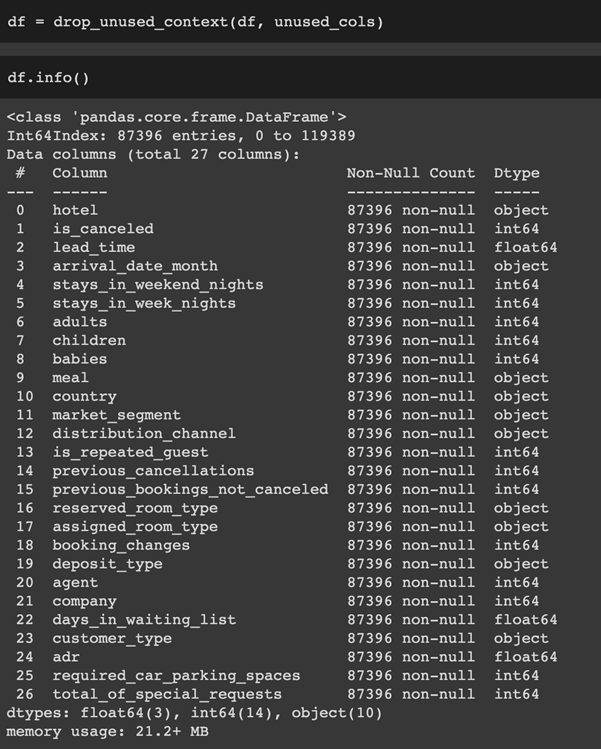 df = drop_unused_context(df, unused_cols)
df.info()
<class 'pandas.core.frame.DataFrame'>
Int64Index: 87396 entries, 0 to 119389
Data columns (total 27 columns):
 #   Column                          Non-Null Count  Dtype
---  ------                          --------------  -----
 0   hotel                           87396 non-null  object
 1   is_canceled                     87396 non-null  int64
 2   lead_time                       87396 non-null  float64
 3   arrival_date_month              87396 non-null  object
 4   stays_in_weekend_nights         87396 non-null  int64
 5   stays_in_week_nights            87396 non-null  int64
 6   adults                          87396 non-null  int64
 7   children                        87396 non-null  int64
 8   babies                          87396 non-null  int64
 9   meal                            87396 non-null  object
 10  country                         87396 non-null  object
 11  market_segment                  87396 non-null  object
 12  distribution_channel            87396 non-null  object
 13  is_repeated_guest               87396 non-null  int64
 14  previous_cancellations          87396 non-null  int64
 15  previous_bookings_not_canceled  87396 non-null  int64
 16  reserved_room_type              87396 non-null  object
 17  assigned_room_type              87396 non-null  object
 18  booking_changes                 87396 non-null  int64
 19  deposit_type                    87396 non-null  object
 20  agent                           87396 non-null  int64
 21  company                         87396 non-null  int64
 22  days_in_waiting_list            87396 non-null  float64
 23  customer_type                   87396 non-null  object
 24  adr                             87396 non-null  float64
 25  required_car_parking_spaces     87396 non-null  int64
 26  total_of_special_requests       87396 non-null  int64
dtypes: float64(3), int64(14), object(10)
memory usage: 21.2+ MB